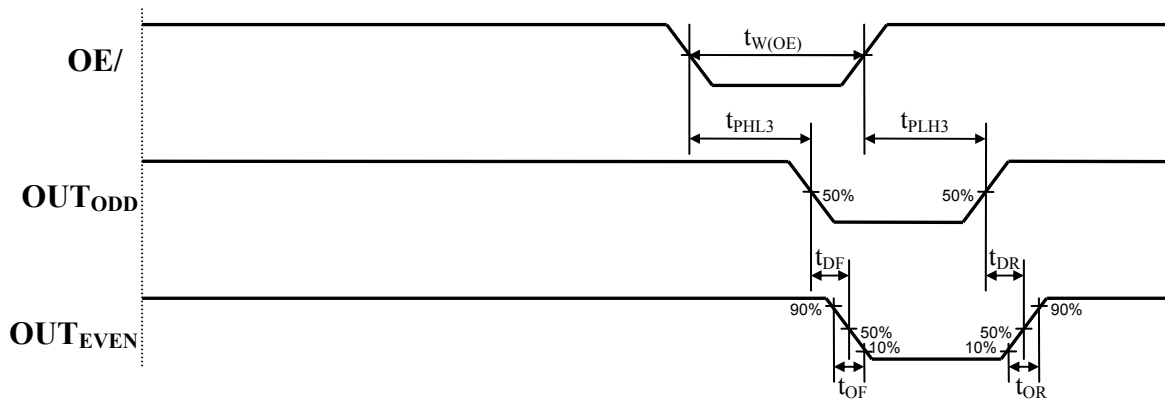 OE/
tW(OE)
tPHL3
tPLH3
OUTODD
50%
50%
tDF
tDR
OUTEVEN
90%
50%
10%
50%
10%
90%
tOF
tOR